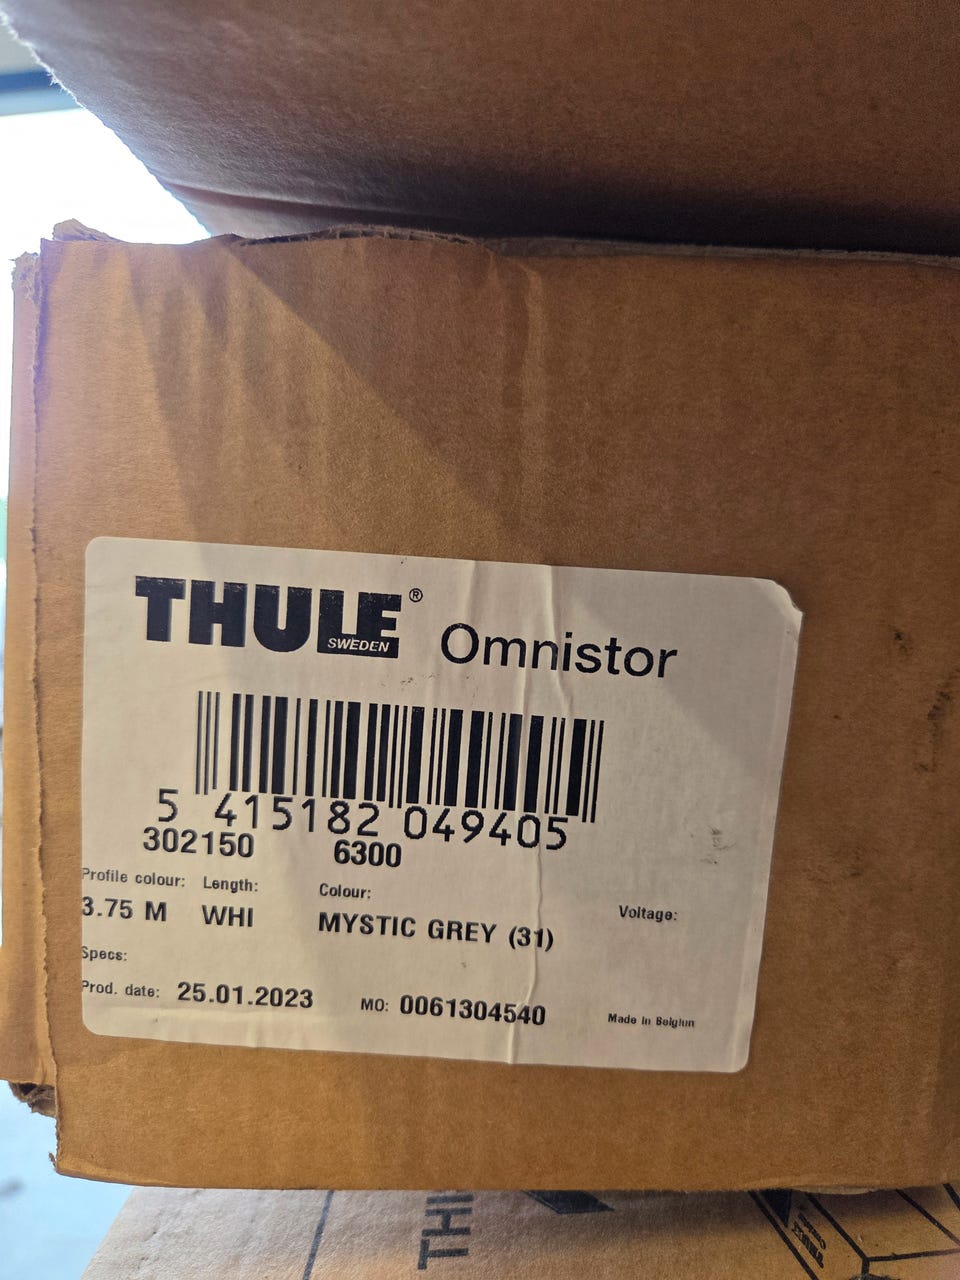 THULE® Omnistor
SWEDEN
5 415182 049405
302150 6300
Profile colour: Length: Colour: Voltage:
3.75 M WHI MYSTIC GREY (31)
Specs:
Prod. date: 25.01.2023 MO: 0061304540 Made in Belgium
THU